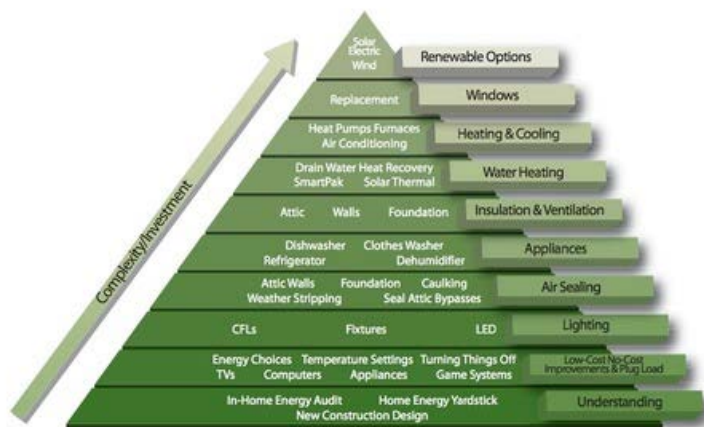 Complexity/Investment
Solar
Electric
Wind
Renewable Options
Replacement
Windows
Heat Pumps Furnaces
Air Conditioning
Heating & Cooling
Drain Water Heat Recovery
SmartPak Solar Thermal
Water Heating
Attic Walls Foundation
Insulation & Ventilation
Dishwasher Clothes Washer
Refrigerator Dehumidifier
Appliances
Attic Walls Foundation Caulking
Weather Stripping Seal Attic Bypasses
Air Sealing
CFLs Fixtures LED
Lighting
Energy Choices Temperature Settings Turning Things Off
TVs Computers Appliances Game Systems
Low-Cost No-Cost
Improvements & Plug Load
In-Home Energy Audit Home Energy Yardstick
New Construction Design
Understanding